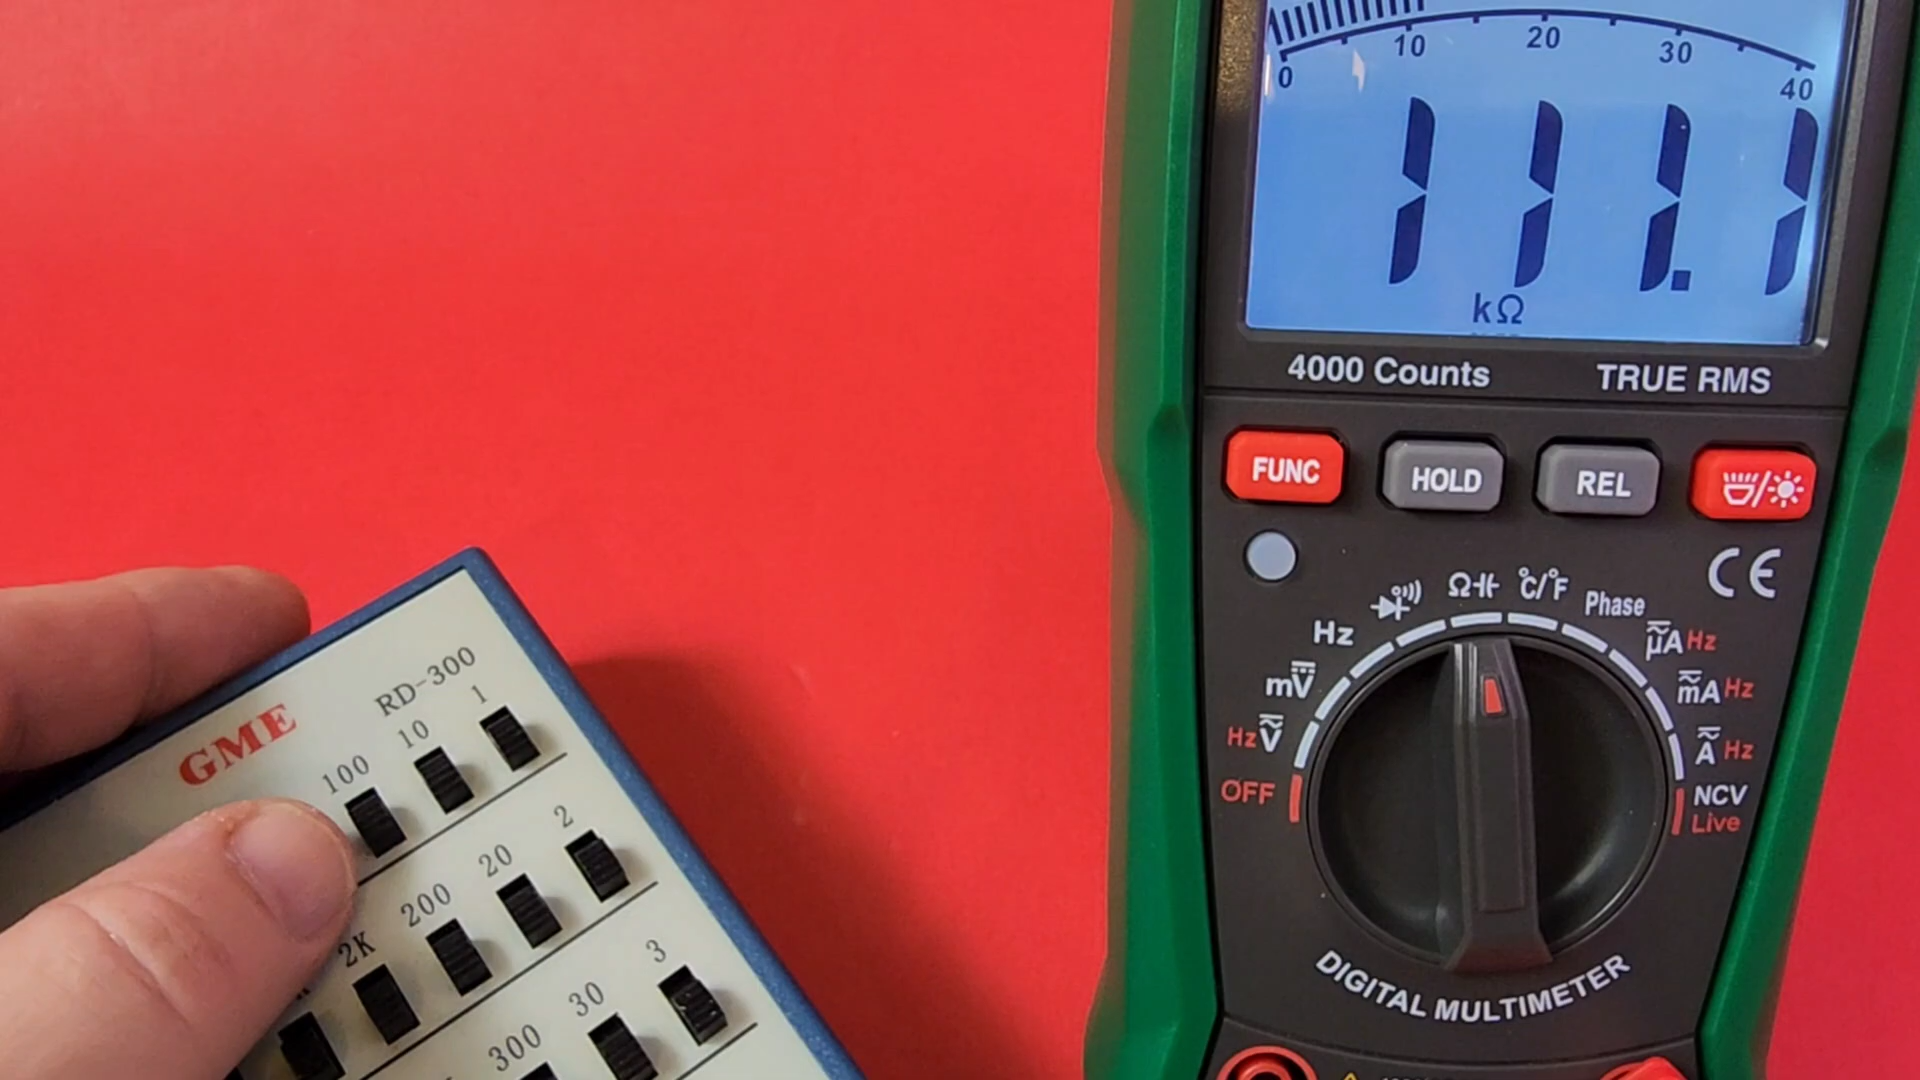 0 10 20 30 40
111.1
kΩ
4000 Counts TRUE RMS
FUNC HOLD REL
CE
Hz Ω °C/°F Phase
mV µA Hz
Hz V mA Hz
OFF A Hz
NCV
Live
DIGITAL MULTIMETER
GME RD-300
100 10 1
2K 200 20 2
300 30 3